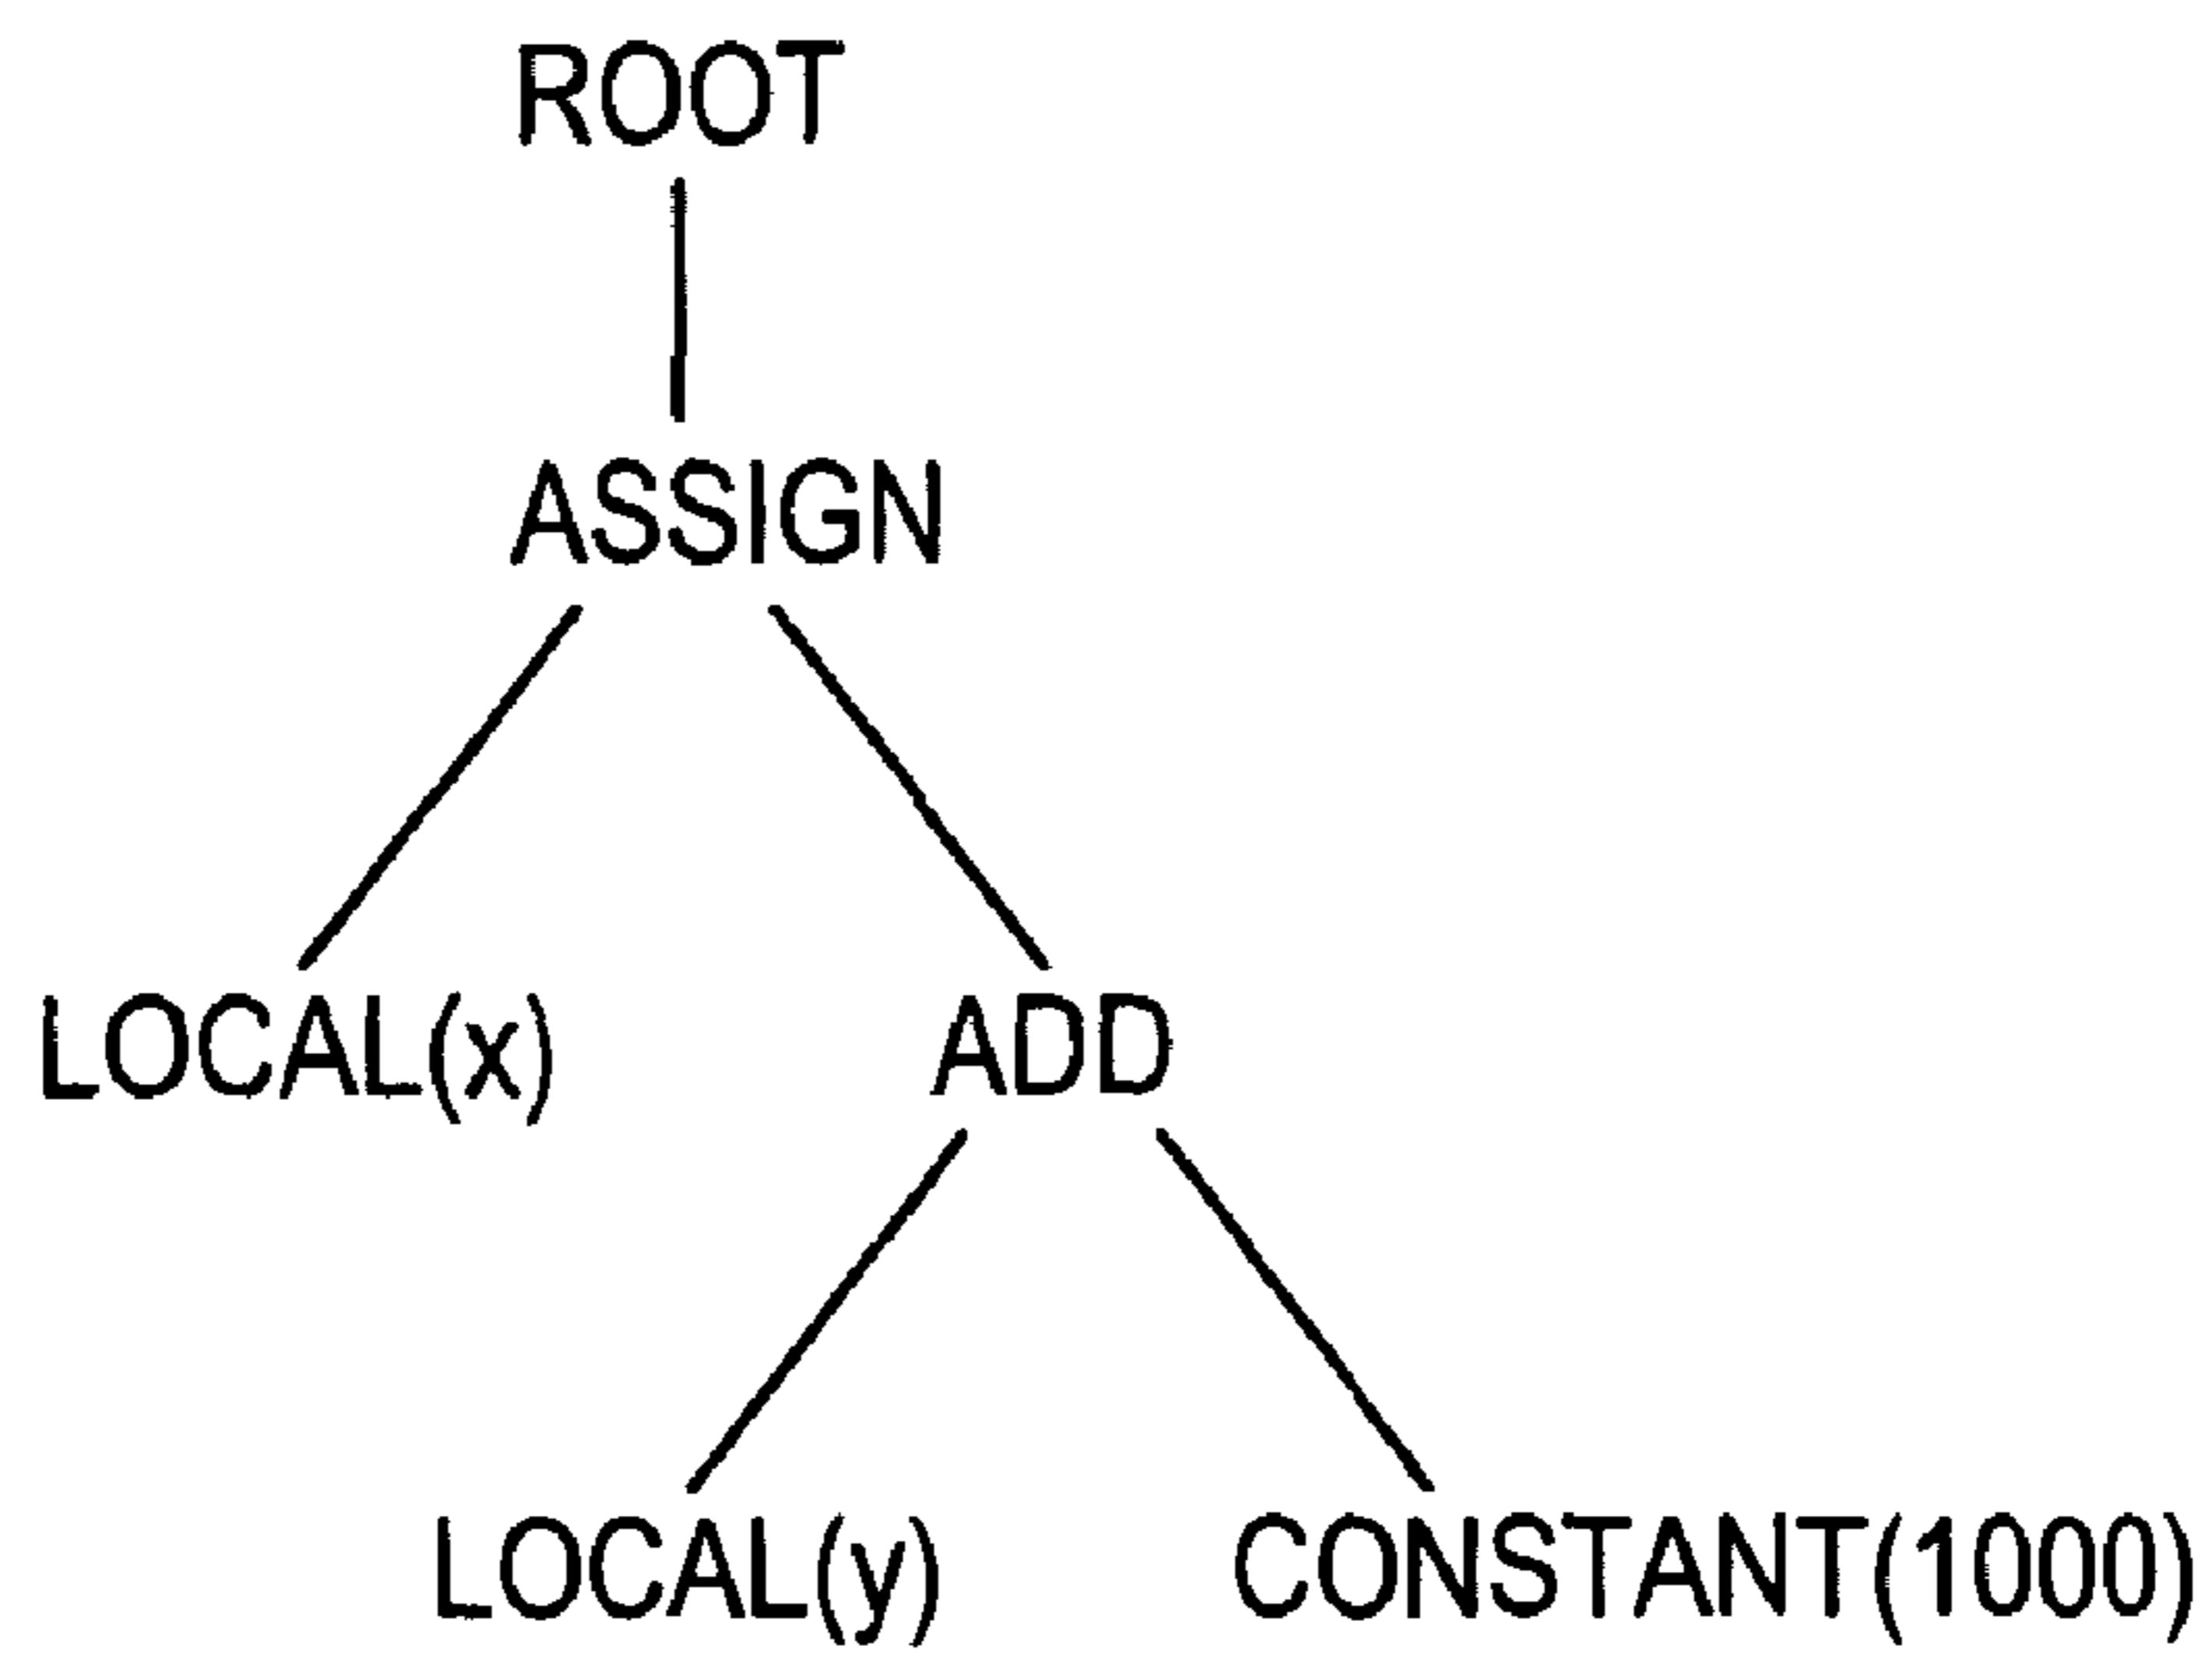 ROOT
ASSIGN
LOCAL(x) ADD
LOCAL(y) CONSTANT(1000)